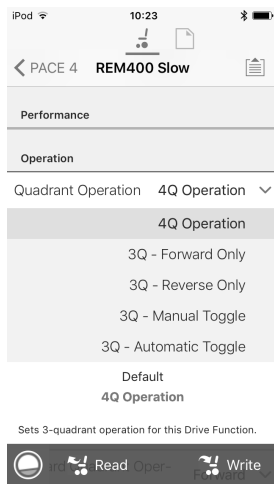 iPod 10:23
PACE 4 REM400 Slow
Performance
Operation
Quadrant Operation 4Q Operation
4Q Operation
3Q - Forward Only
3Q - Reverse Only
3Q - Manual Toggle
3Q - Automatic Toggle
Default
4Q Operation
Sets 3-quadrant operation for this Drive Function.
Read Write
Forward